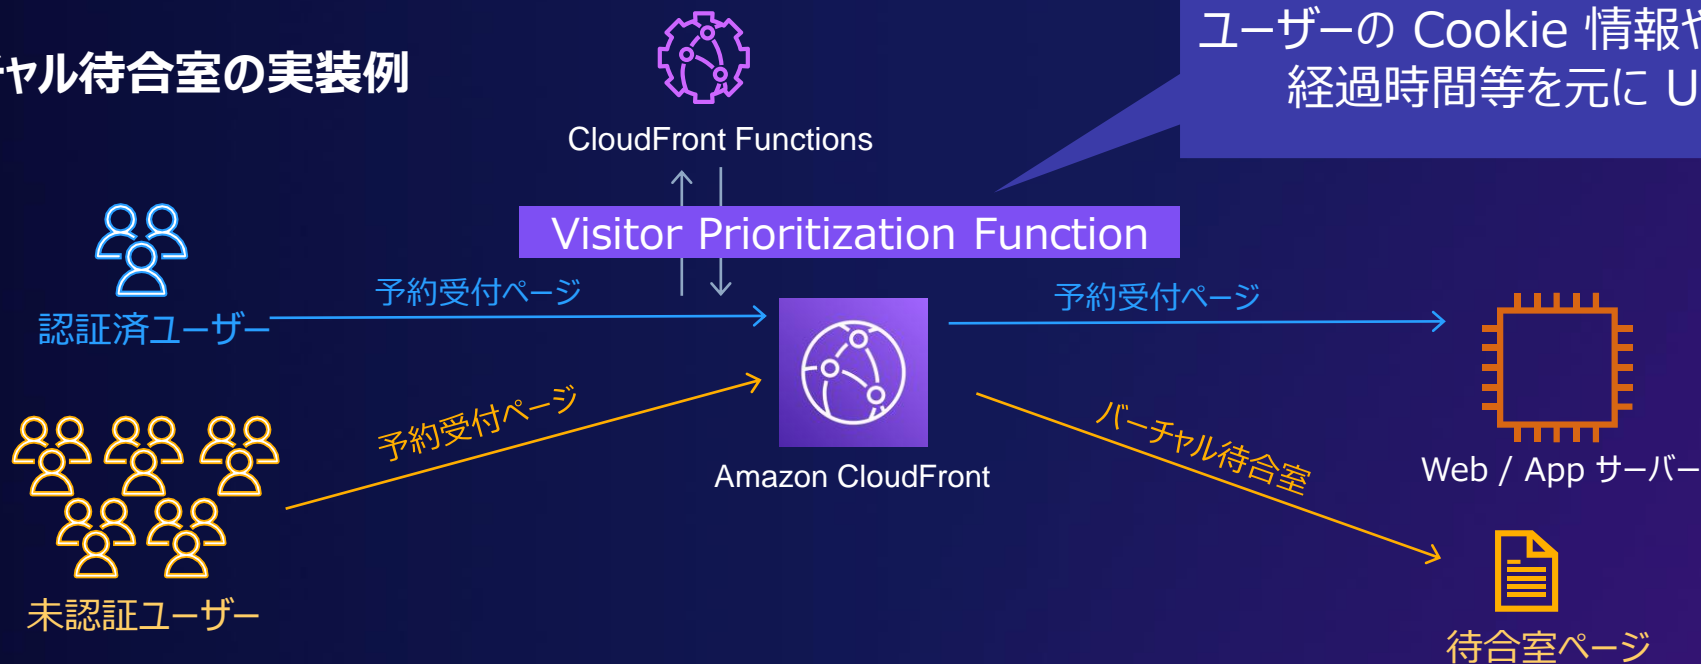 チャル待合室の実装例
ユーザーの Cookie 情報や
経過時間等を元に U
CloudFront Functions
Visitor Prioritization Function
予約受付ページ
予約受付ページ
認証済ユーザー
予約受付ページ
バーチャル待合室
Amazon CloudFront
Web / App サーバー
未認証ユーザー
待合室ページ